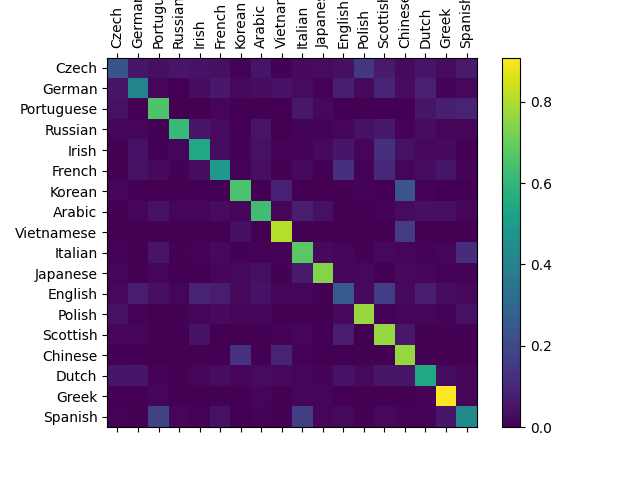 Czech
German
Portugu
Russian
Irish
French
Korean
Arabic
Vietnam
Italian
Japanes
English
Polish
Scottish
Chinese
Dutch
Greek
Spanish
Czech
German
Portuguese
Russian
Irish
French
Korean
Arabic
Vietnamese
Italian
Japanese
English
Polish
Scottish
Chinese
Dutch
Greek
Spanish
0.8
0.6
0.4
0.2
0.0